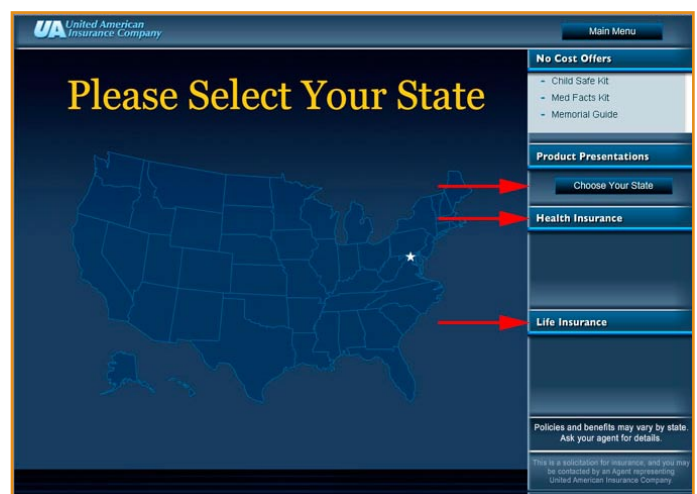 UA United American
Insurance Company
Main Menu
Please Select Your State
No Cost Offers
- Child Safe Kit
- Med Facts Kit
- Memorial Guide
Product Presentations
Choose Your State
Health Insurance
Life Insurance
Policies and benefits may vary by state.
Ask your agent for details.
This is a solicitation for insurance, and you may
be contacted by an Agent representing
United American Insurance Company